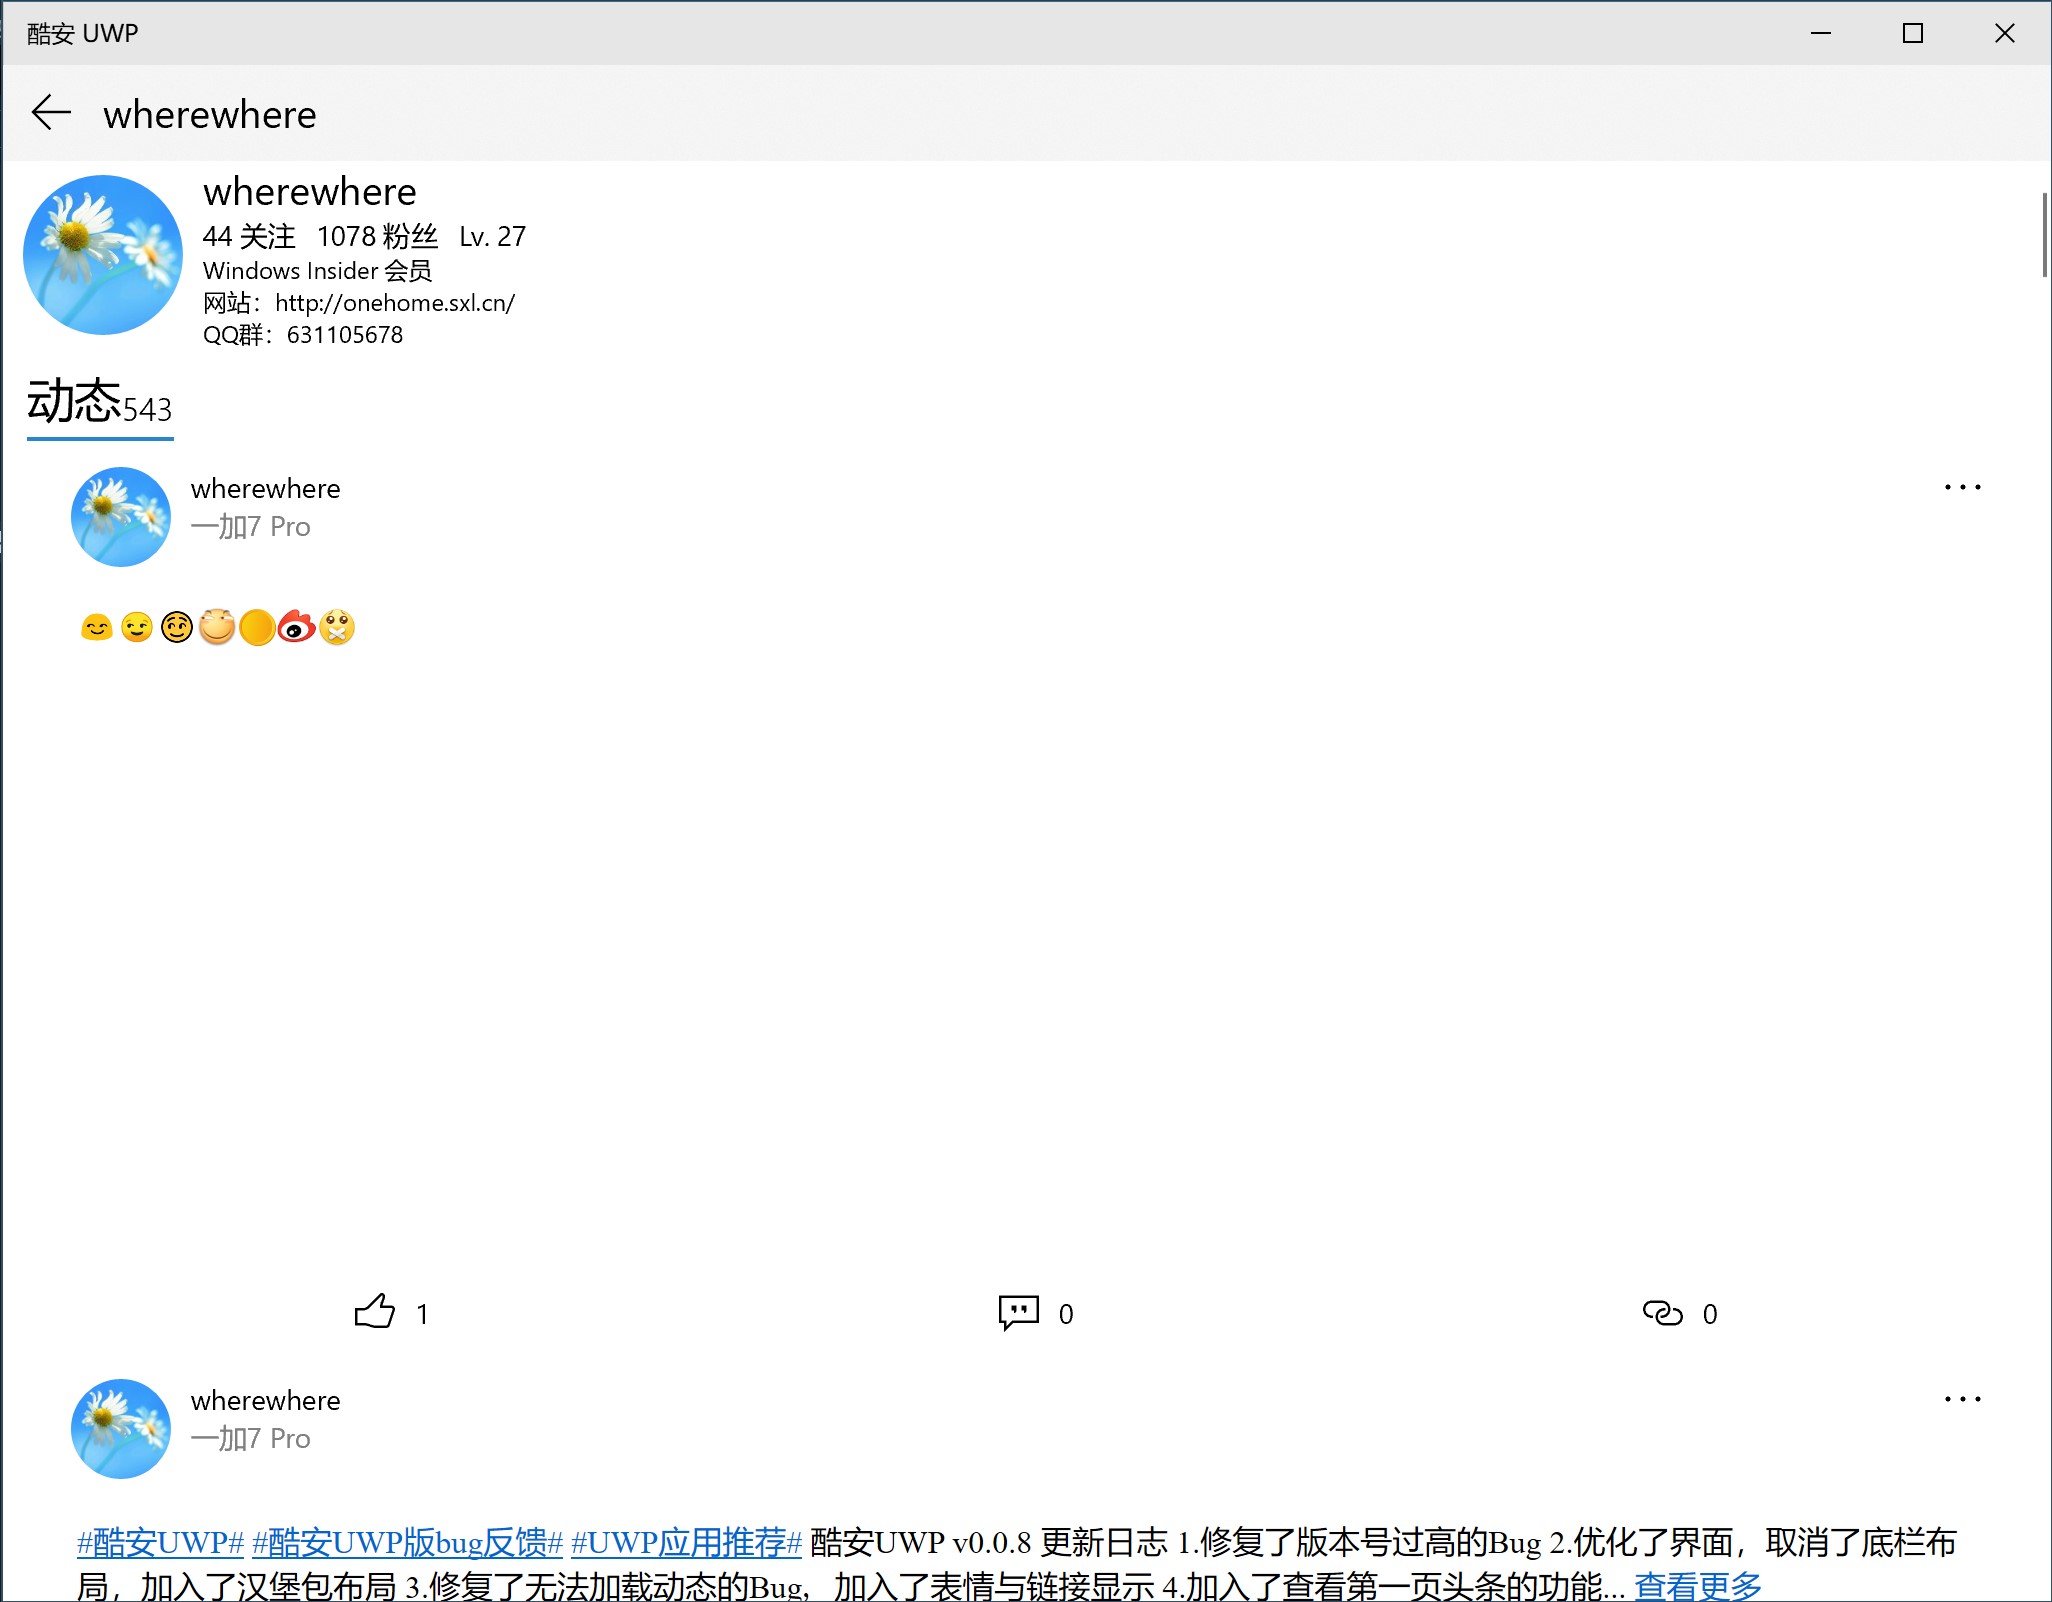 酷安 UWP
wherewhere
wherewhere
44 关注 1078 粉丝 Lv. 27
Windows Insider 会员
网站：http://onehome.sxl.cn/
QQ群：631105678
动态543
wherewhere
一加7 Pro
1
0
0
wherewhere
一加7 Pro
#酷安UWP# #酷安UWP版bug反馈# #UWP应用推荐# 酷安UWP v0.0.8 更新日志 1.修复了版本号过高的Bug 2.优化了界面，取消了底栏布
局，加入了汉堡包布局 3.修复了无法加载动态的Bug，加入了表情与链接显示 4.加入了查看第一页头条的功能... 查看更多